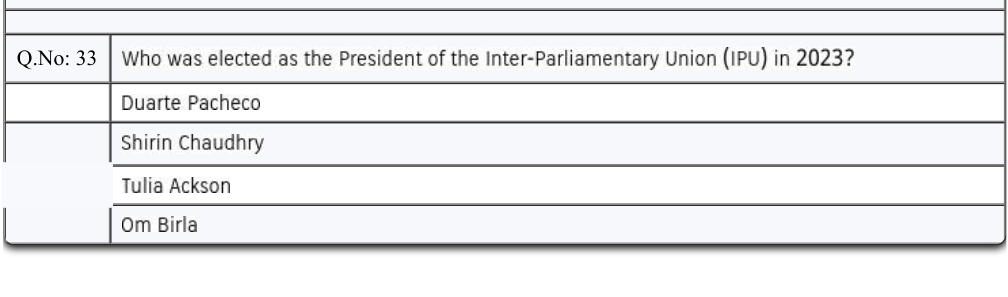 Q.No: 33 Who was elected as the President of the Inter-Parliamentary Union (IPU) in 2023?
Duarte Pacheco
Shirin Chaudhry
Tulia Ackson
Om Birla